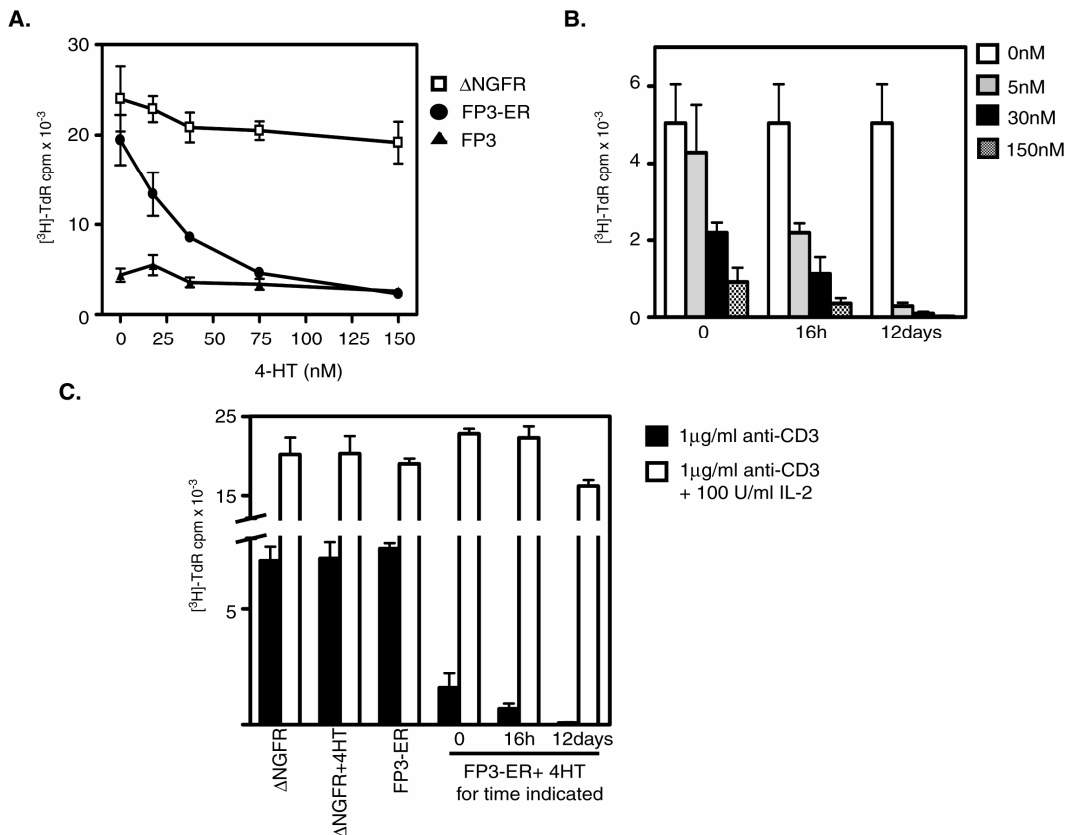 A.
30
20
10
0
[³H]-TdR cpm x 10⁻³
0 25 50 75 100 125 150
4-HT (nM)
ΔNGFR
FP3-ER
FP3
B.
6
4
2
0
[³H]-TdR cpm x 10⁻³
0 16h 12days
0nM
5nM
30nM
150nM
C.
25
15
5
[³H]-TdR cpm x 10⁻³
ΔNGFR
ΔNGFR+4HT
FP3-ER
0 16h 12days
FP3-ER+ 4HT
for time indicated
1μg/ml anti-CD3
1μg/ml anti-CD3
+ 100 U/ml IL-2